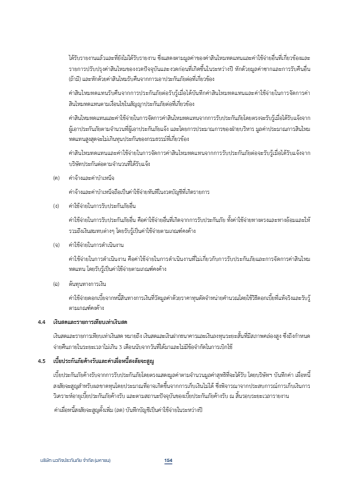 ได้รับรายงานแล้วและที่ยังไม่ได้รับรายงาน ซึ่งแสดงตามมูลค่าของค่าสินไหมทดแทนและค่าใช้จ่ายอื่นที่เกี่ยวข้องและ
รายการปรับปรุงค่าสินไหมของงวดปัจจุบันและงวดก่อนที่เกิดขึ้นในระหว่างปี หักด้วยมูลค่าซากและการรับคืนอื่น
(ถ้ามี) และหักด้วยค่าสินไหมรับคืนจากการเอาประกันภัยต่อที่เกี่ยวข้อง
ค่าสินไหมทดแทนรับคืนจากการประกันภัยต่อรับรู้เมื่อได้บันทึกค่าสินไหมทดแทนและค่าใช้จ่ายในการจัดการค่า
สินไหมทดแทนตามเงื่อนไขในสัญญาประกันภัยต่อที่เกี่ยวข้อง
ค่าสินไหมทดแทนและค่าใช้จ่ายในการจัดการค่าสินไหมทดแทนจากการรับประกันภัยโดยตรงจะรับรู้เมื่อได้รับแจ้งจาก
ผู้เอาประกันภัยตามจำนวนที่ผู้เอาประกันภัยแจ้ง และโดยการประมาณการของฝ่ายบริหาร มูลค่าประมาณการสินไหม
ทดแทนสูงสุดจะไม่เกินทุนประกันของกรมธรรม์ที่เกี่ยวข้อง
ค่าสินไหมทดแทนและค่าใช้จ่ายในการจัดการค่าสินไหมทดแทนจากการรับประกันภัยต่อจะรับรู้เมื่อได้รับแจ้งจาก
บริษัทประกันต่อตามจำนวนที่ได้รับแจ้ง
(ค) ค่าจ้างและค่าบำเหน็จ
ค่าจ้างและค่าบำเหน็จถือเป็นค่าใช้จ่ายทันทีในงวดบัญชีที่เกิดรายการ
(ง) ค่าใช้จ่ายในการรับประกันภัยอื่น
ค่าใช้จ่ายในการรับประกันภัยอื่น คือค่าใช้จ่ายอื่นที่เกิดจากการรับประกันภัย ทั้งค่าใช้จ่ายทางตรงและทางอ้อมและให้
รวมถึงเงินสมทบต่างๆ โดยรับรู้เป็นค่าใช้จ่ายตามเกณฑ์คงค้าง
(จ) ค่าใช้จ่ายในการดำเนินงาน
ค่าใช้จ่ายในการดำเนินงาน คือค่าใช้จ่ายในการดำเนินงานที่ไม่เกี่ยวกับการรับประกันภัยและการจัดการค่าสินไหม
ทดแทน โดยรับรู้เป็นค่าใช้จ่ายตามเกณฑ์คงค้าง
(ฉ) ต้นทุนทางการเงิน
ค่าใช้จ่ายดอกเบี้ยจากหนี้สินทางการเงินที่วัดมูลค่าด้วยราคาทุนตัดจำหน่ายคำนวณโดยใช้วิธีดอกเบี้ยที่แท้จริงและรับรู้
ตามเกณฑ์คงค้าง
4.4 เงินสดและรายการเทียบเท่าเงินสด
เงินสดและรายการเทียบเท่าเงินสด หมายถึง เงินสดและเงินฝากธนาคารและเงินลงทุนระยะสั้นที่มีสภาพคล่องสูง ซึ่งถึงกำหนด
จ่ายคืนภายในระยะเวลาไม่เกิน 3 เดือนนับจากวันที่ได้มาและไม่มีข้อจำกัดในการเบิกใช้
4.5 เบี้ยประกันภัยค้างรับและค่าเผื่อหนี้สงสัยจะสูญ
เบี้ยประกันภัยค้างรับจากการรับประกันภัยโดยตรงแสดงมูลค่าตามจำนวนมูลค่าสุทธิที่จะได้รับ โดยบริษัทฯ บันทึกค่า เผื่อหนี้
สงสัยจะสูญสำหรับผลขาดทุนโดยประมาณที่อาจเกิดขึ้นจากการเก็บเงินไม่ได้ ซึ่งพิจารณาจากประสบการณ์การเก็บเงินการ
วิเคราะห์อายุเบี้ยประกันภัยค้างรับ และตามสถานะปัจจุบันของเบี้ยประกันภัยค้างรับ ณ สิ้นรอบระยะเวลารายงาน
ค่าเผื่อหนี้สงสัยจะสูญตั้งเพิ่ม (ลด) บันทึกบัญชีเป็นค่าใช้จ่ายในระหว่างปี
บริษัท นวกิจประกันภัย จำกัด (มหาชน) 154